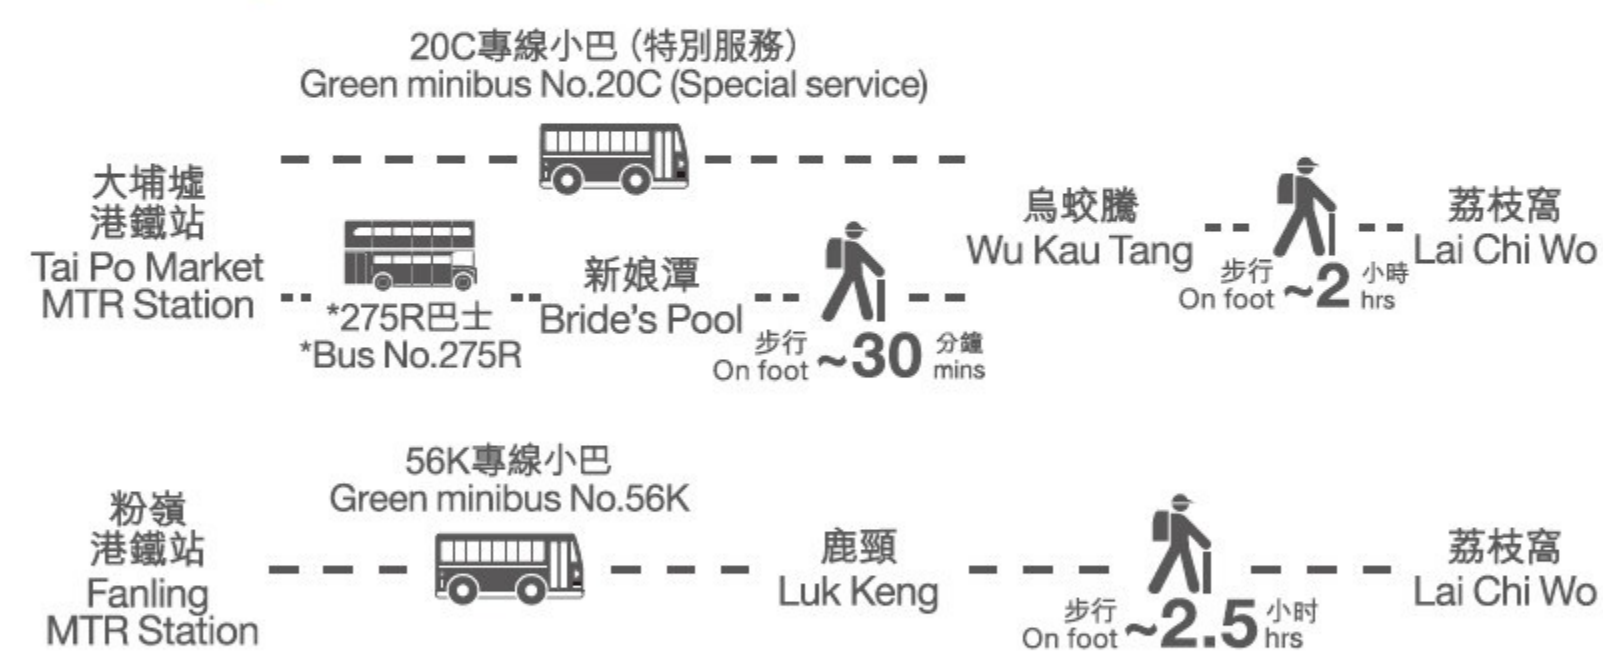 20C專線小巴（特別服務）
Green minibus No.20C (Special service)
大埔墟
港鐵站
Tai Po Market
MTR Station
*275R巴士
*Bus No.275R
新娘潭
Bride's Pool
步行
On foot
~30
分鐘
mins
烏蛟騰
Wu Kau Tang
步行
On foot
~2
小時
hrs
荔枝窩
Lai Chi Wo
56K專線小巴
Green minibus No.56K
粉嶺
港鐵站
Fanling
MTR Station
鹿頸
Luk Keng
步行
On foot
~2.5
小时
hrs
荔枝窩
Lai Chi Wo